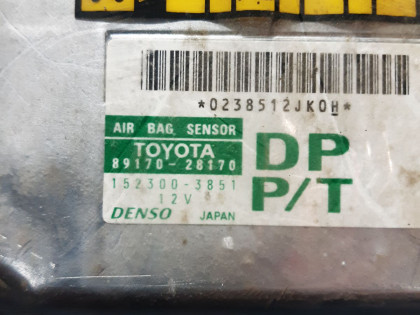 *0238512JK0H*
AIR BAG SENSOR
TOYOTA
89170-28170
DP
152300-3851
P/T
12V
DENSO JAPAN